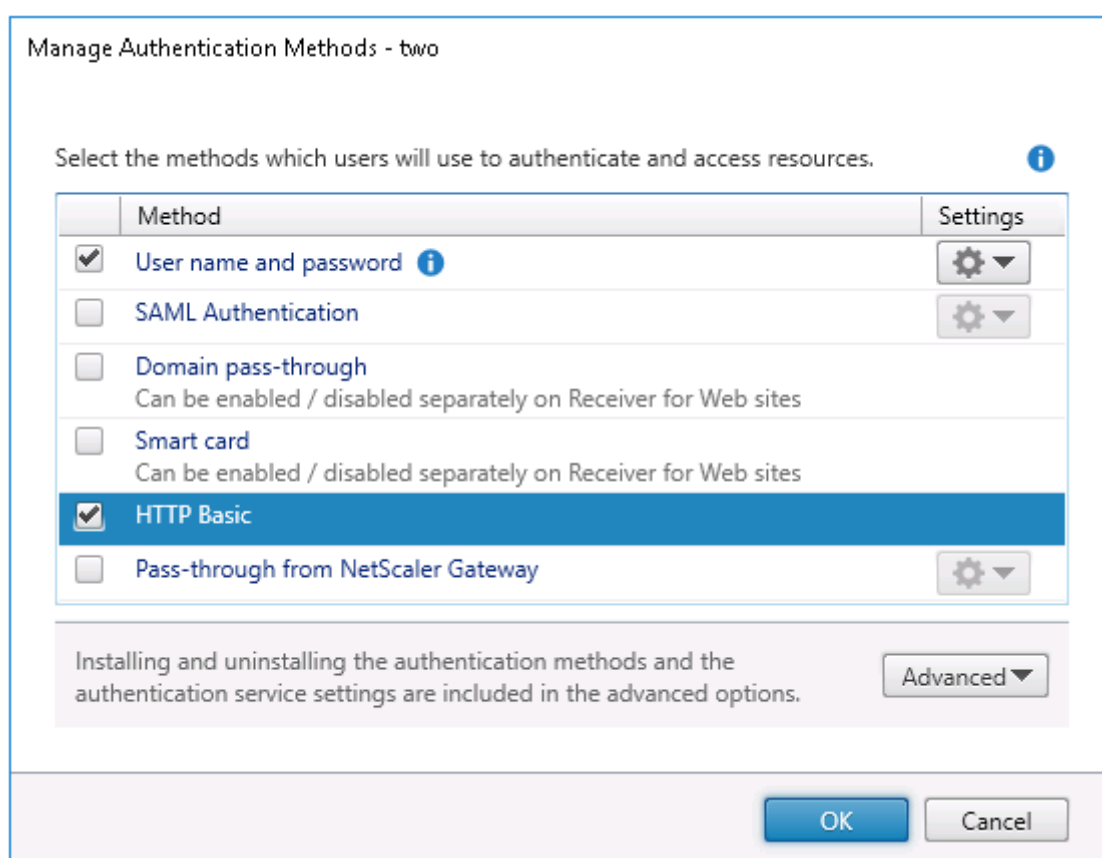 Manage Authentication Methods - two
Select the methods which users will use to authenticate and access resources.
Method Settings
User name and password
SAML Authentication
Domain pass-through
Can be enabled / disabled separately on Receiver for Web sites
Smart card
Can be enabled / disabled separately on Receiver for Web sites
HTTP Basic
Pass-through from NetScaler Gateway
Installing and uninstalling the authentication methods and the
authentication service settings are included in the advanced options.
Advanced
OK Cancel